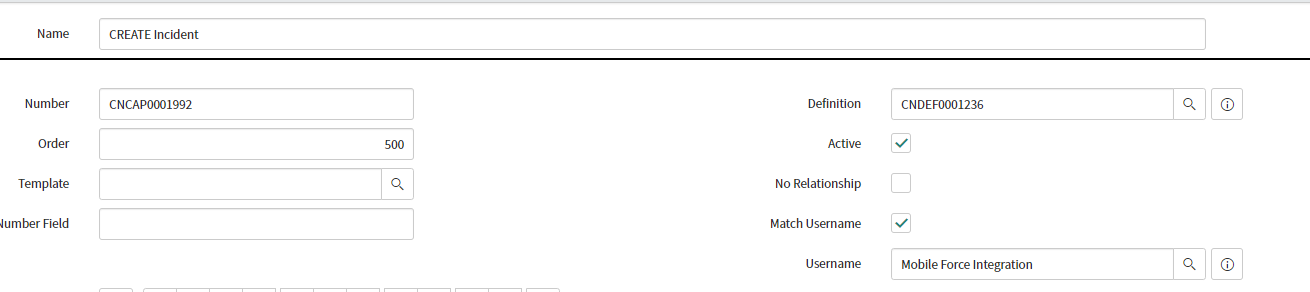 Name CREATE Incident
Number CNCAP0001992 Definition CNDEF0001236
Order 500 Active
Template No Relationship
Number Field Match Username
Username Mobile Force Integration